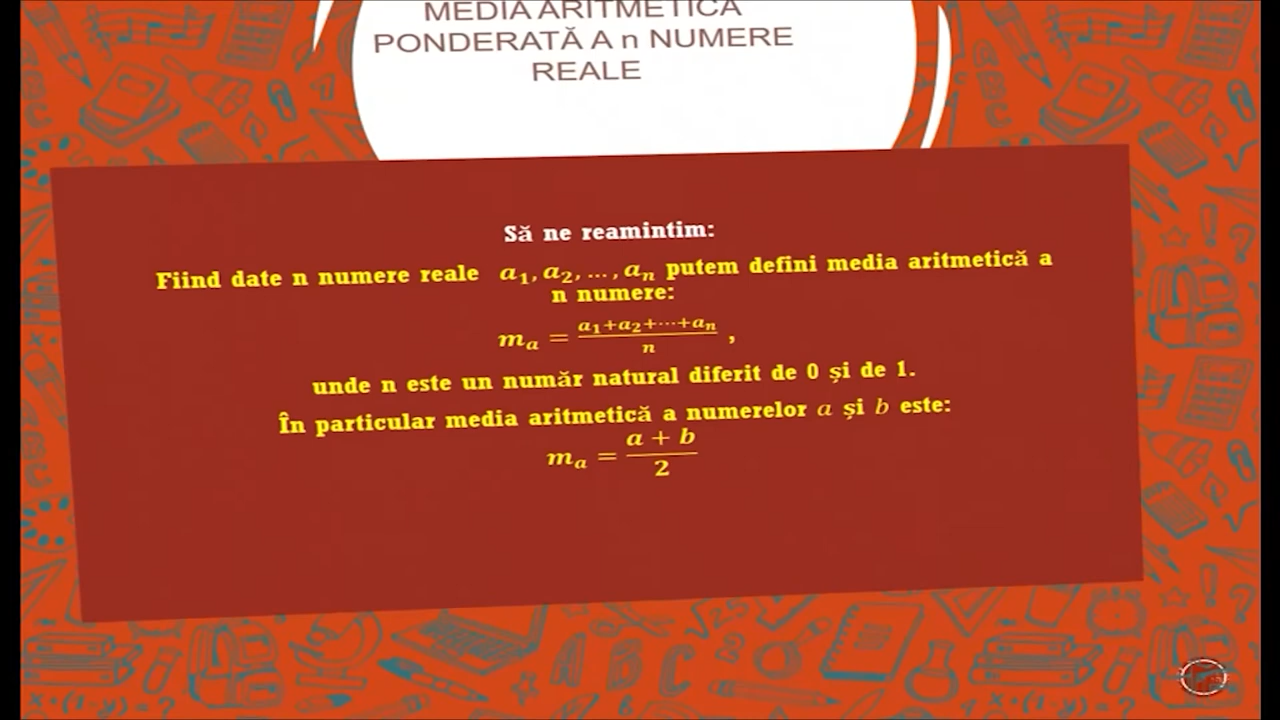 MEDIA ARITMETICĂ
PONDERATĂ A n NUMERE
REALE
Să ne reamintim:
Fiind date n numere reale a₁, a₂, … , aₙ putem defini media aritmetică a
n numere:
mₐ = (a₁+a₂+⋯+aₙ)/n ,
unde n este un număr natural diferit de 0 și de 1.
În particular media aritmetică a numerelor a și b este:
mₐ = (a + b)/2
A B C
x*(1-y)=?
x*(1-y)=?